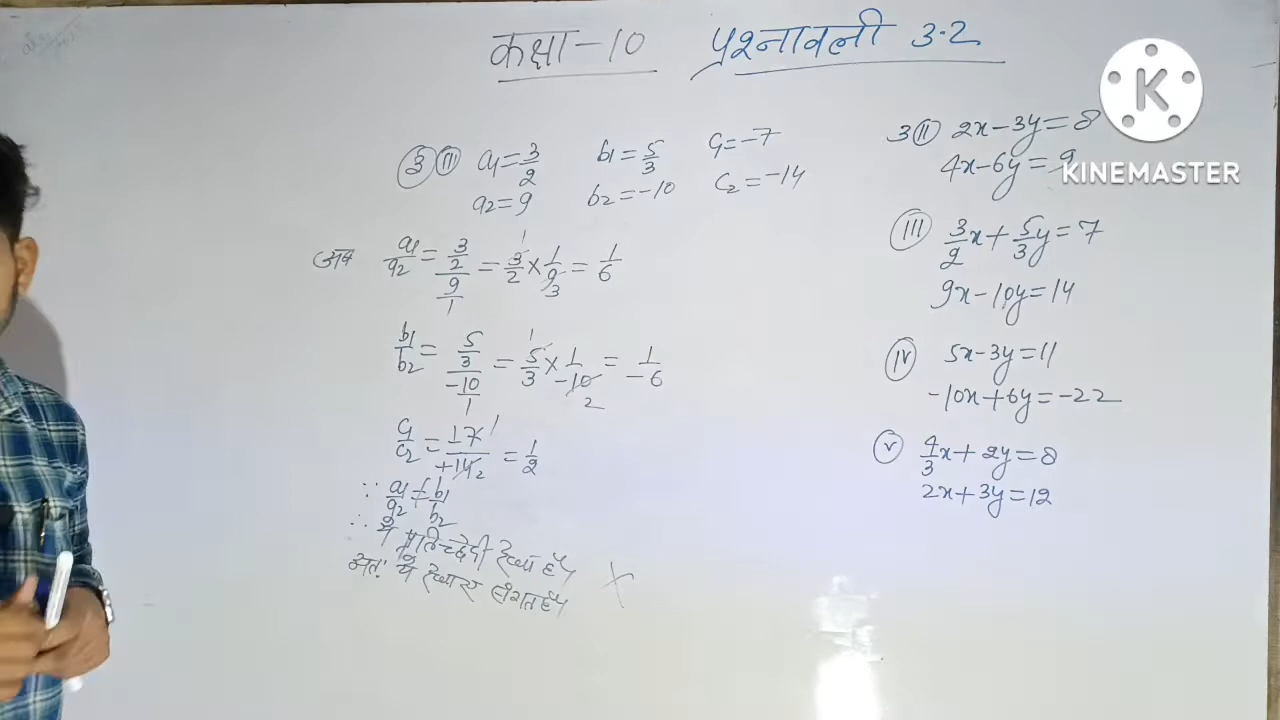 कक्षा-10 प्रश्नावली 3.2
3 (III) a1 = 3/2 b1 = 5/3 c1 = -7
a2 = 9 b2 = -10 c2 = -14
अब a1/a2 = 3/2 / 9/1 = 3/2 × 1/9 = 1/6
b1/b2 = 5/3 / -10/1 = 5/3 × 1/-10 = 1/-6
c1/c2 = +7/+14 = 1/2
∵ a1/a2 ≠ b1/b2
∴ ये प्रतिच्छेदी रेखाएँ हैं
अतः ये रेखाएं संगत हैं
3 (II) 2x-3y=8
4x-6y=9
(III) 3/2x+5/3y=7
9x-10y=14
(IV) 5x-3y=11
-10x+6y=-22
(V) 4/3x+2y=8
2x+3y=12
K
KINEMASTER